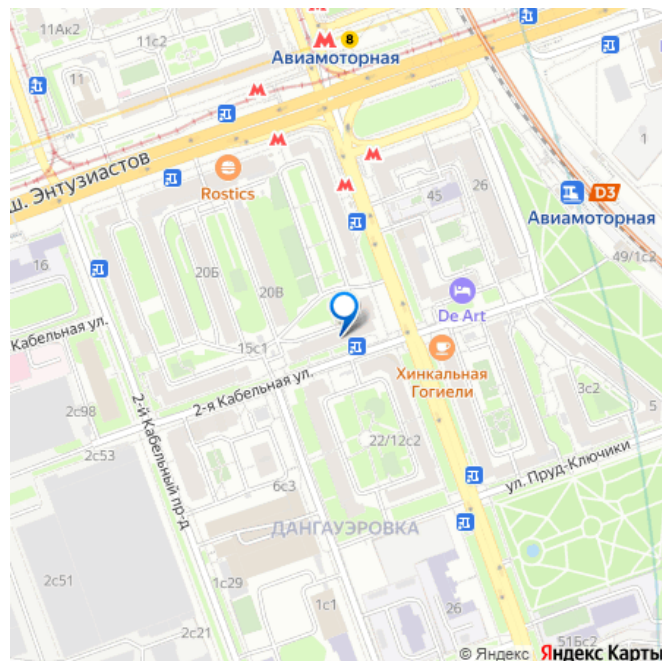 11Ак2
11с2
8
Авиамоторная
11
1
ш. Энтузиастов
Rostics
45
26
D3
Авиамоторная
16
20Б
20В
49/1с2
De Art
Кабельная ул.
15с1
Хинкальная
Гогиели
2-я Кабельная ул.
3с2
5
2с98
2-й Кабельный пр-д
22/12с2
2с53
ул. Пруд-Ключики
6с3
ДАНГАУЭРОВКА
2с51
1с29
1с1
26
2с21
51Бс2
© Яндекс Яндекс Карты